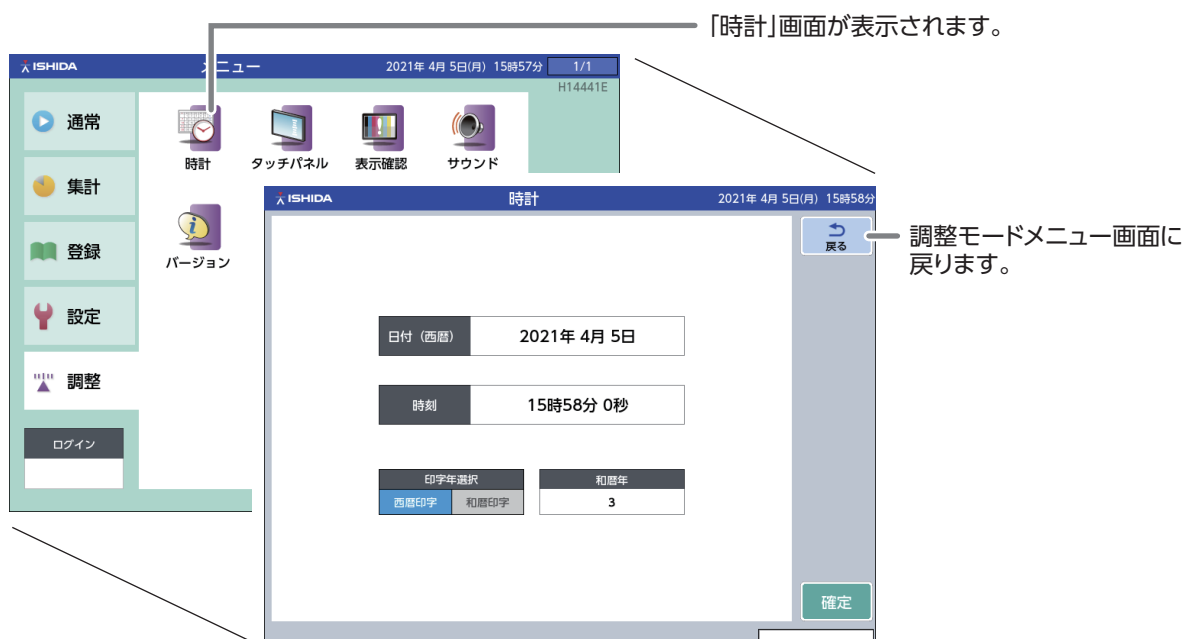 「時計」画面が表示されます。
ISHIDA
メニュー
2021年 4月 5日(月) 15時57分
1/1
H14441E
通常
集計
登録
設定
調整
ログイン
時計
タッチパネル
表示確認
サウンド
バージョン
ISHIDA
時計
2021年 4月 5日(月) 15時58分
戻る
調整モードメニュー画面に
戻ります。
日付（西暦）
2021年 4月 5日
時刻
15時58分 0秒
印字年選択
西暦印字
和暦印字
和暦年
3
確定